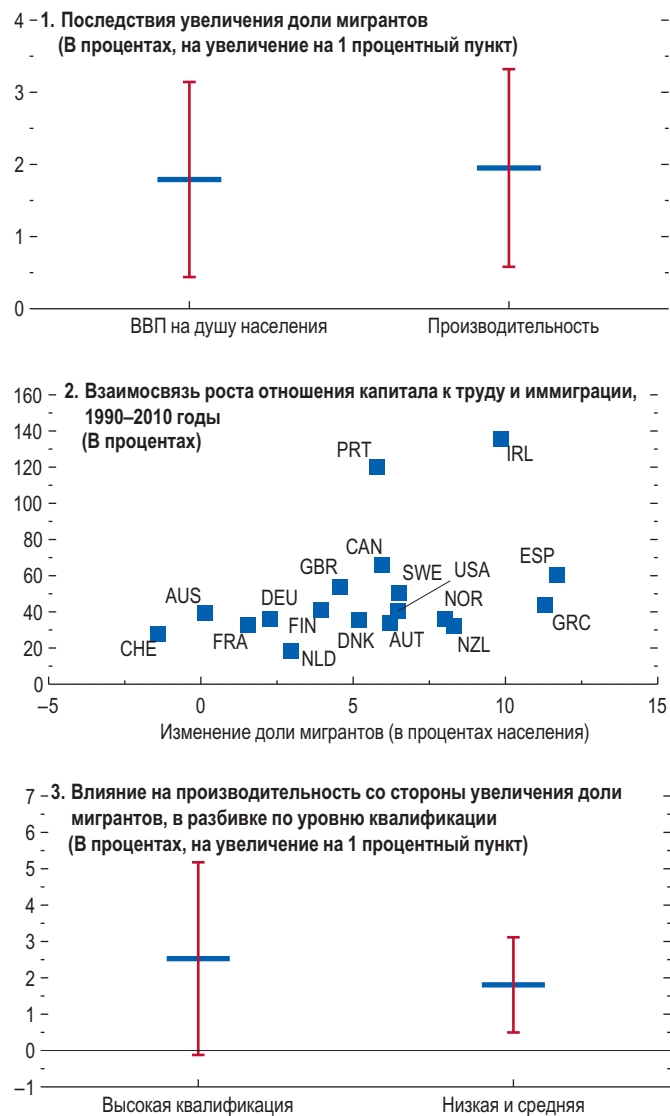 1. Последствия увеличения доли мигрантов
(В процентах, на увеличение на 1 процентный пункт)
4
3
2
1
0
ВВП на душу населения
Производительность
2. Взаимосвязь роста отношения капитала к труду и иммиграции,
1990–2010 годы
(В процентах)
160
140
120
100
80
60
40
20
0
PRT
IRL
CAN
GBR
SWE
USA
ESP
AUS
DEU
NOR
FIN
GRC
CHE
FRA
NLD
DNK
AUT
NZL
–5
0
5
10
15
Изменение доли мигрантов (в процентах населения)
3. Влияние на производительность со стороны увеличения доли
мигрантов, в разбивке по уровню квалификации
(В процентах, на увеличение на 1 процентный пункт)
7
6
5
4
3
2
1
0
–1
Высокая квалификация
Низкая и средняя